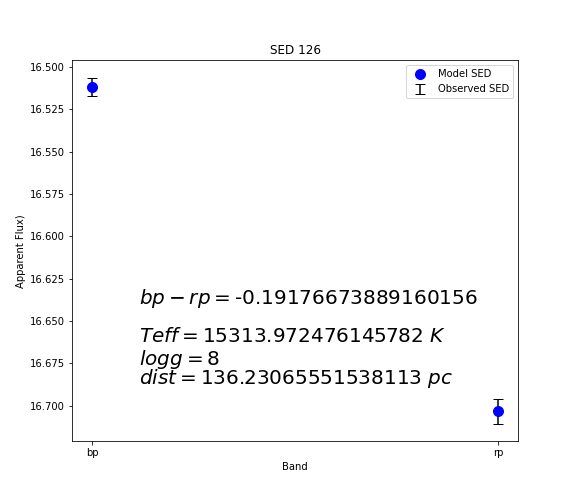 SED 126
Model SED
Observed SED
16.500
16.525
16.550
16.575
16.600
16.625
16.650
16.675
16.700
Apparent Flux)
bp − rp = -0.19176673889160156
Teff = 15313.972476145782 K
logg = 8
dist = 136.23065551538113 pc
bp
rp
Band